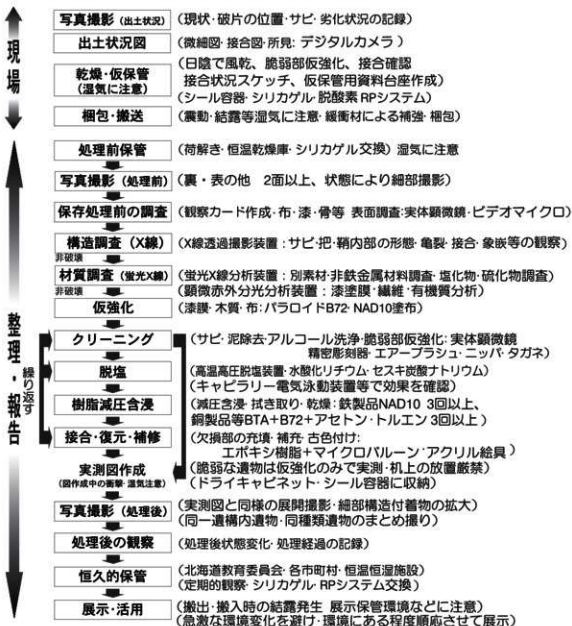 現場
写真撮影（出土状況）（現状・破片の位置・サビ・劣化状況の記録）
出土状況図（微細図・接合図・所見: デジタルカメラ）
乾燥・仮保管（湿気に注意）
（日陰で風乾、脆弱部仮強化、接合確認
接合状況スケッチ、仮保管用資料台座作成）
（シール容器・シリカゲル・脱酸素 RPシステム）
梱包・搬送（震動・結露等湿気に注意・緩衝材による補強・梱包）
整理・報告
処理前保管（荷解き・恒温乾燥庫・シリカゲル交換）湿気に注意
写真撮影（処理前）（裏・表の他　2面以上、状態により細部撮影）
保存処理前の調査（観察カード作成・布・漆・骨等 表面調査:実体顕微鏡・ビデオマイクロ）
構造調査（X線）（X線透過撮影装置：サビ・把・鞘内部の形態・亀裂・接合・象嵌等の観察）
非破壊
材質調査（蛍光X線）（蛍光X線分析装置：別素材・非鉄金属材料調査・塩化物・硫化物調査）
非破壊
（顕微赤外分光分析装置：漆塗膜・繊維・有機質分析）
仮強化（漆膜・木質・布: パラロイドB72・NAD10塗布）
繰り返す
クリーニング（サビ・泥除去・アルコール洗浄・脆弱部仮強化: 実体顕微鏡
精密彫刻器・エアーブラシュ・ニッパ・タガネ）
脱塩（高温高圧脱塩装置・水酸化リチウム・セスキ炭酸ナトリウム）
（キャピラリー電気泳動装置等で効果を確認）
樹脂減圧含浸（減圧含浸・拭き取り・乾燥: 鉄製品NAD10 3回以上、
銅製品等BTA＋B72＋アセトン・トルエン 3回以上）
接合・復元・補修（欠損部の充填・補充・古色付け:
エポキシ樹脂＋マイクロバルーン・アクリル絵具）
実測図作成（脆弱な遺物は仮強化のみで実測・机上の放置厳禁）
（図作成中の衝撃・湿気注意）（ドライキャビネット・シール容器に収納）
写真撮影（処理後）（実測図と同様の展開撮影・細部構造付着物の拡大）
（同一遺構内遺物・同種類遺物のまとめ撮り）
処理後の観察（処理後状態変化・処理経過の記録）
恒久的保管（北海道教育委員会・各市町村・恒温恒湿施設）
（定期的観察・シリカゲル・RPシステム交換）
展示・活用（搬出・搬入時の結露発生 展示保管環境などに注意）
（急激な環境変化を避け・環境にある程度順応させて展示）